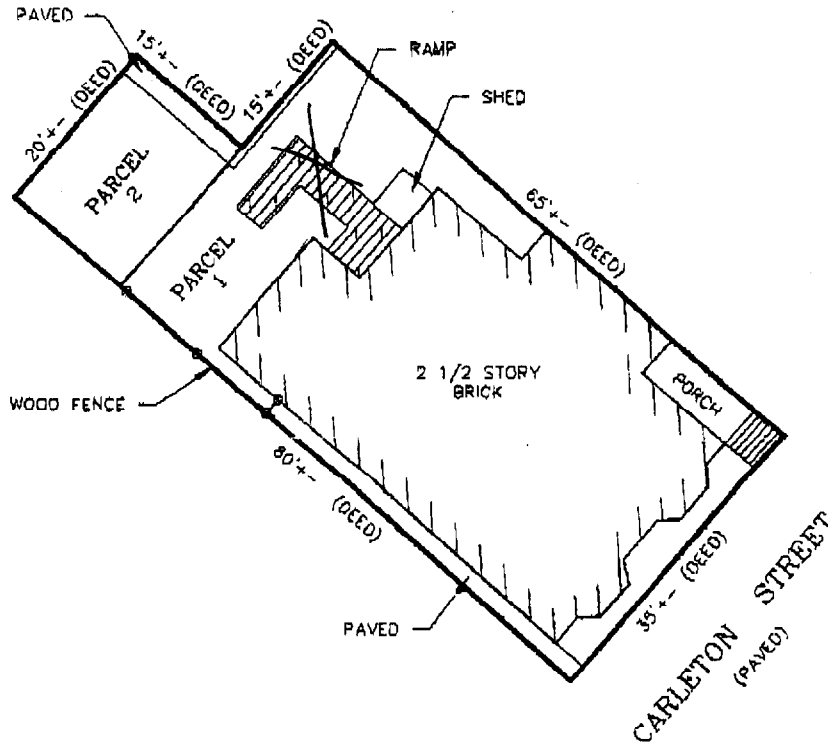 PAVED
15'+- (DEED)
15'+- (DEED)
RAMP
20'+- (DEED)
SHED
PARCEL
2
65'+- (DEED)
PARCEL
1
2 1/2 STORY
BRICK
PORCH
WOOD FENCE
80'+- (DEED)
35'+- (DEED)
PAVED
CARLETON STREET
(PAVED)